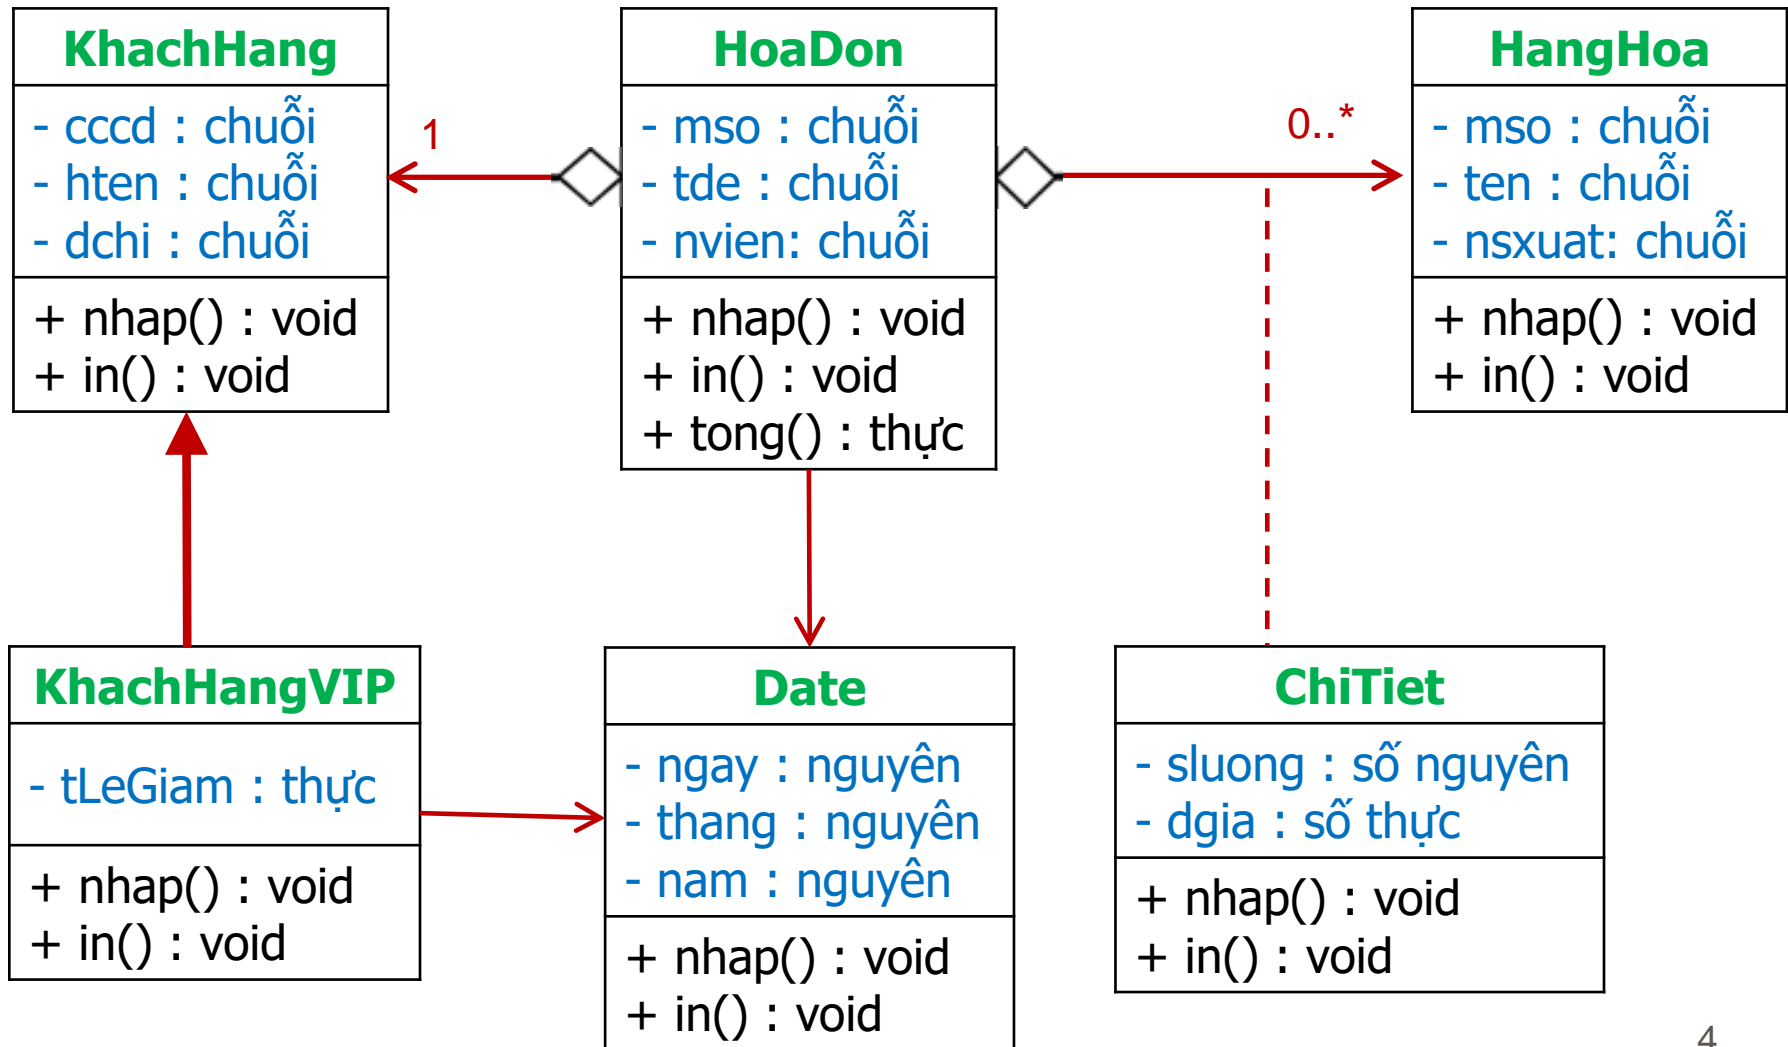 KhachHang
- cccd : chuỗi
- hten : chuỗi
- dchi : chuỗi
+ nhap() : void
+ in() : void
1
HoaDon
- mso : chuỗi
- tde : chuỗi
- nvien: chuỗi
+ nhap() : void
+ in() : void
+ tong() : thực
0..*
HangHoa
- mso : chuỗi
- ten : chuỗi
- nsxuat: chuỗi
+ nhap() : void
+ in() : void
KhachHangVIP
- tLeGiam : thực
+ nhap() : void
+ in() : void
Date
- ngay : nguyên
- thang : nguyên
- nam : nguyên
+ nhap() : void
+ in() : void
ChiTiet
- sluong : số nguyên
- dgia : số thực
+ nhap() : void
+ in() : void
4